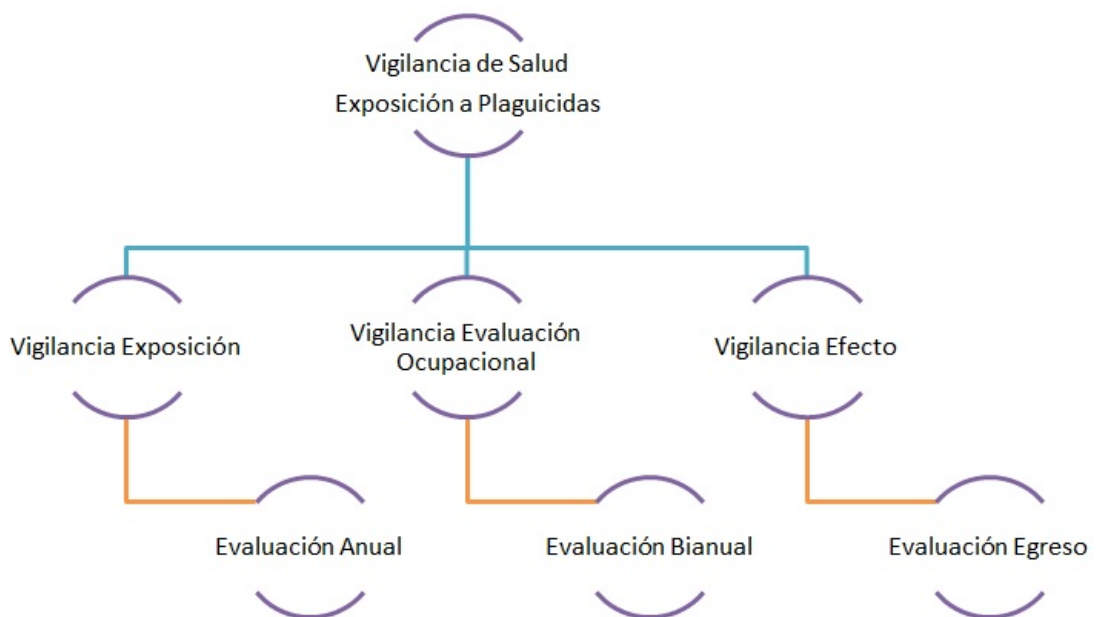 Vigilancia de Salud
Exposición a Plaguicidas
Vigilancia Exposición
Vigilancia Evaluación
Ocupacional
Vigilancia Efecto
Evaluación Anual
Evaluación Bianual
Evaluación Egreso